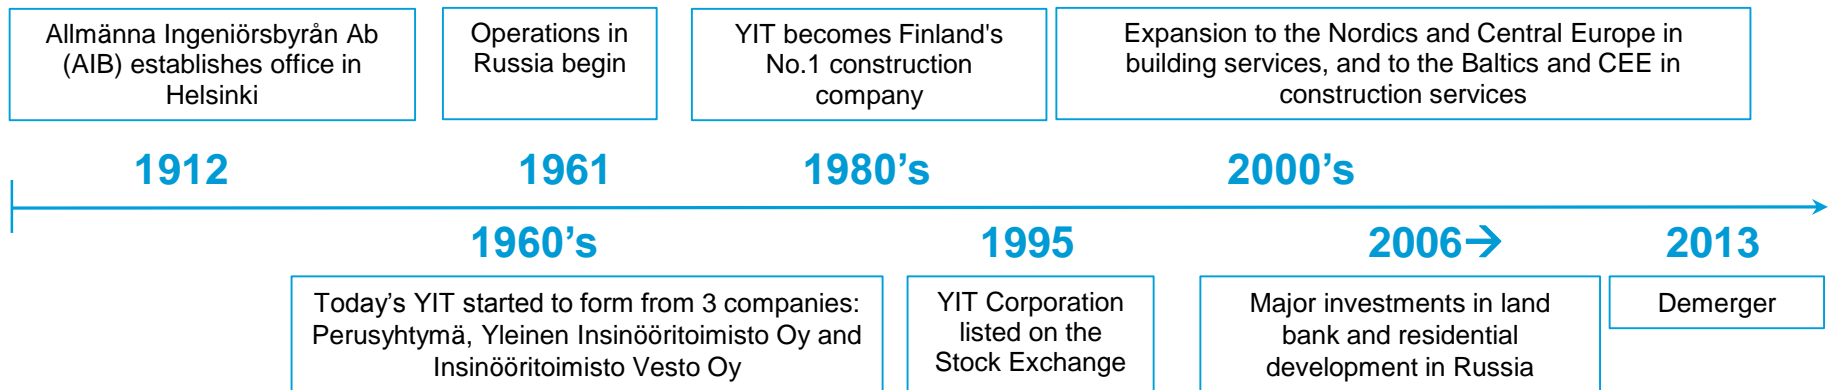 Allmänna Ingeniörsbyrån Ab
(AIB) establishes office in
Helsinki
Operations in
Russia begin
YIT becomes Finland's
No.1 construction
company
Expansion to the Nordics and Central Europe in
building services, and to the Baltics and CEE in
construction services
1912
1961
1980’s
2000’s
1960’s
1995
2006→
2013
Today’s YIT started to form from 3 companies:
Perusyhtymä, Yleinen Insinööritoimisto Oy and
Insinööritoimisto Vesto Oy
YIT Corporation
listed on the
Stock Exchange
Major investments in land
bank and residential
development in Russia
Demerger